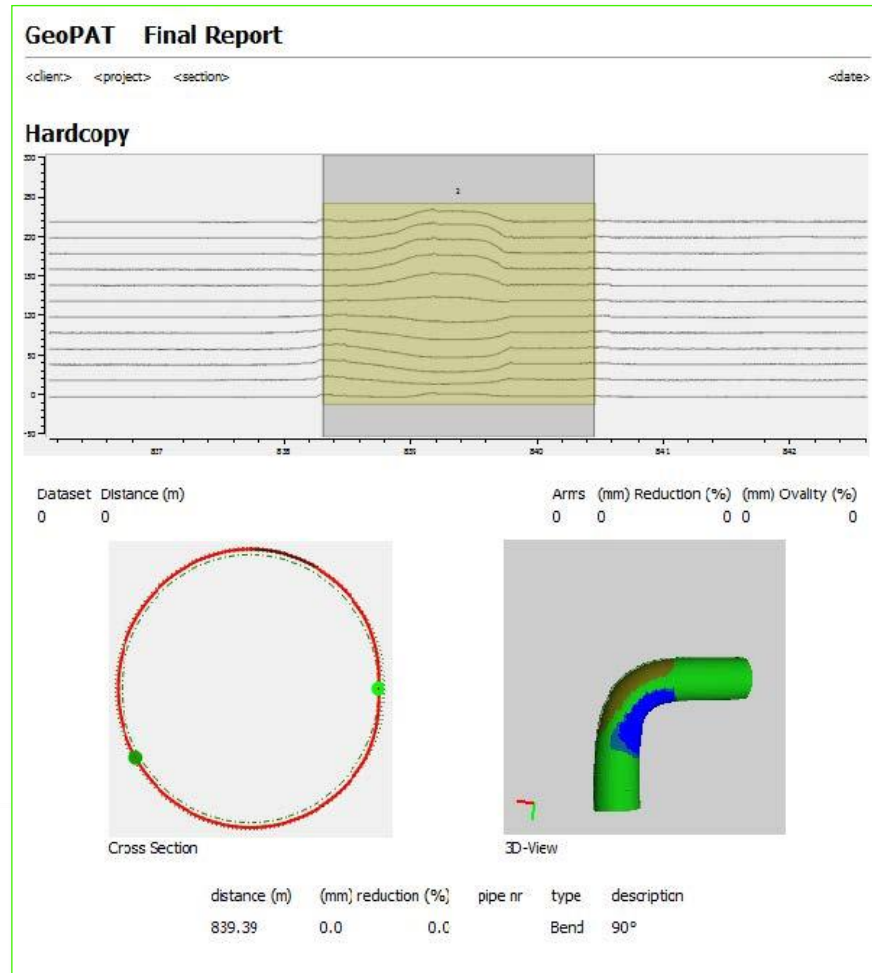 GeoPAT Final Report
<client> <project> <section> <date>
Hardcopy
300
250
200
150
100
50
0
-50
2
837 838 839 840 841 842
Dataset Distance (m) Arms (mm) Reduction (%) (mm) Ovality (%)
0 0 0 0 0 0 0
Cross Section 3D-View
distance (m) (mm) reduction (%) pipe nr type description
839.39 0.0 0.0 Bend 90°